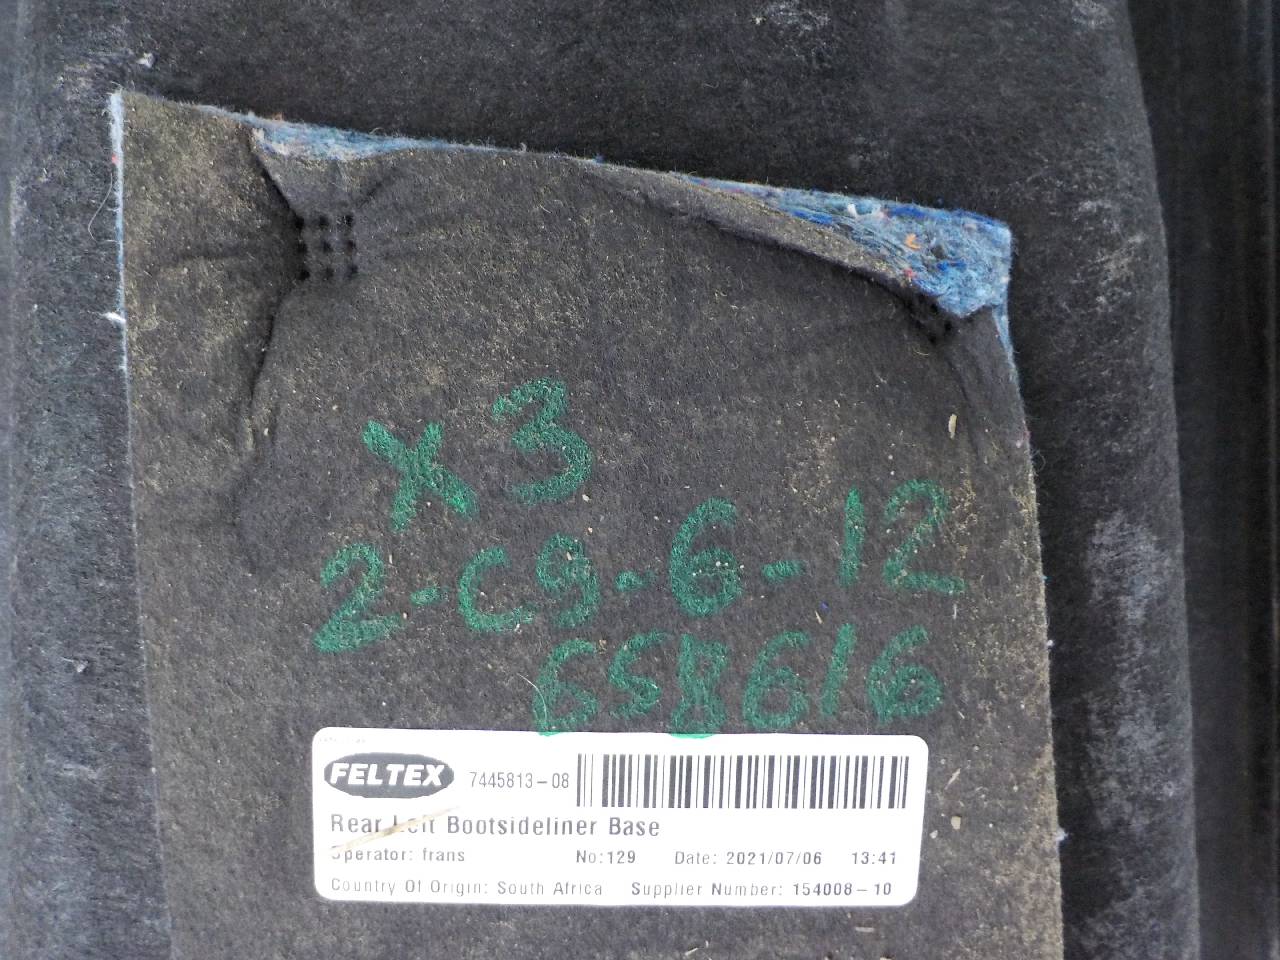 X3
2-C9-6-12
658616
FELTEX 7445813-08
Rear Left Bootsideliner Base
Operator: frans No:129 Date: 2021/07/06 13:41
Country Of Origin: South Africa Supplier Number: 154008-10